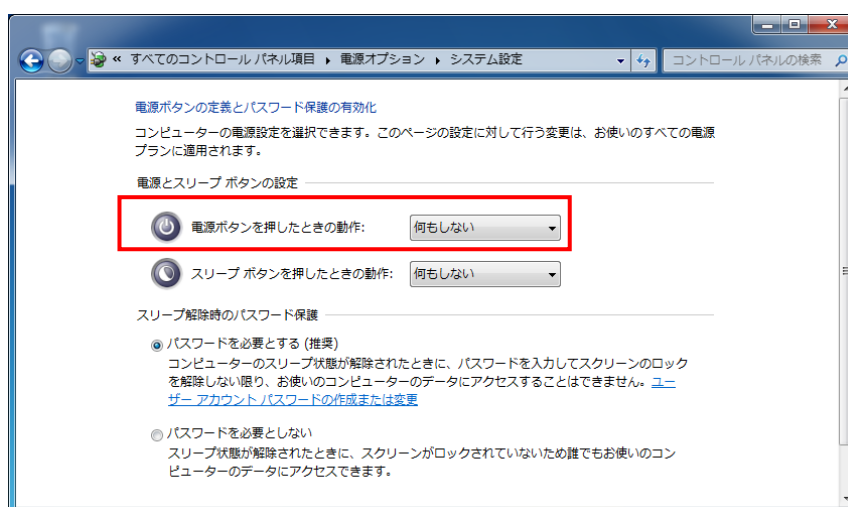 « すべてのコントロール パネル項目 ▸ 電源オプション ▸ システム設定
コントロール パネルの検索
電源ボタンの定義とパスワード保護の有効化
コンピューターの電源設定を選択できます。このページの設定に対して行う変更は、お使いのすべての電源
プランに適用されます。
電源とスリープ ボタンの設定
電源ボタンを押したときの動作: 何もしない
スリープ ボタンを押したときの動作: 何もしない
スリープ解除時のパスワード保護
パスワードを必要とする (推奨)
コンピューターのスリープ状態が解除されたときに、パスワードを入力してスクリーンのロック
を解除しない限り、お使いのコンピューターのデータにアクセスすることはできません。ユー
ザー アカウント パスワードの作成または変更
パスワードを必要としない
スリープ状態が解除されたときに、スクリーンがロックされていないため誰でもお使いのコン
ピューターのデータにアクセスできます。